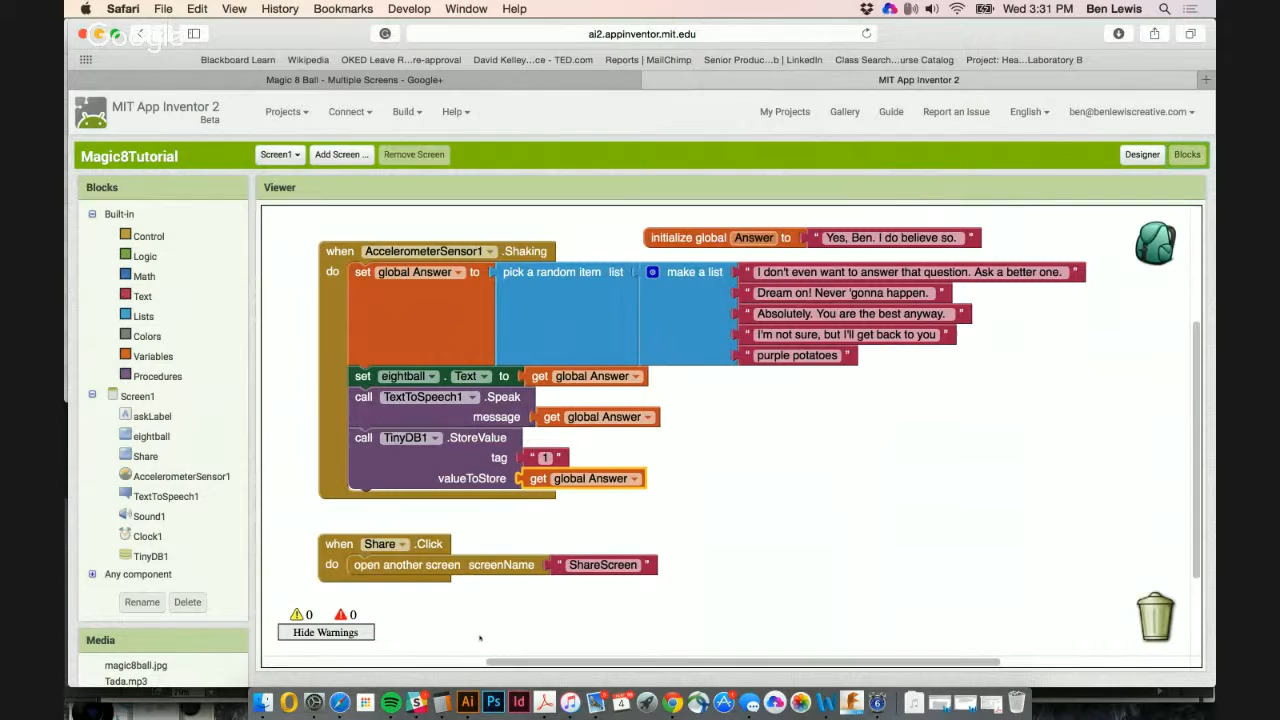 Safari File Edit View History Bookmarks Develop Window Help Wed 3:31 PM Ben Lewis
Google
ai2.appinventor.mit.edu
Blackboard Learn Wikipedia OKED Leave R...re-approval David Kelley...ce - TED.com Reports | MailChimp Senior Produc...b | LinkedIn Class Search...urse Catalog Project: Hea...Laboratory B
Magic 8 Ball - Multiple Screens - Google+ MIT App Inventor 2
MIT App Inventor 2
Beta
Projects Connect Build Help My Projects Gallery Guide Report an Issue English ben@benlewiscreative.com
Magic8Tutorial Screen1 Add Screen ... Remove Screen Designer Blocks
Blocks Viewer
Built-in
Control
Logic
Math
Text
Lists
Colors
Variables
Procedures
Screen1
askLabel
eightball
Share
AccelerometerSensor1
TextToSpeech1
Sound1
Clock1
TinyDB1
Any component
Rename Delete
Media
magic8ball.jpg
Tada.mp3
initialize global Answer to " Yes, Ben. I do believe so. "
when AccelerometerSensor1 .Shaking
do set global Answer to pick a random item list make a list " I don't even want to answer that question. Ask a better one. "
" Dream on! Never 'gonna happen. "
" Absolutely. You are the best anyway. "
" I'm not sure, but I'll get back to you "
" purple potatoes "
set eightball . Text to get global Answer
call TextToSpeech1 .Speak
message get global Answer
call TinyDB1 .StoreValue
tag " 1 "
valueToStore get global Answer
when Share .Click
do open another screen screenName " ShareScreen "
0 0
Hide Warnings
Ai Ps Id